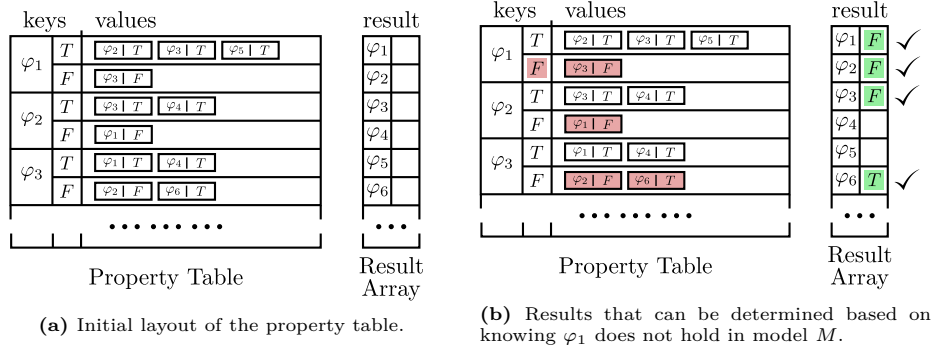 keys values result
φ1 T φ2 | T φ3 | T φ5 | T φ1
F φ3 | F φ2
φ2 T φ3 | T φ4 | T φ3
F φ1 | F φ4
φ3 T φ1 | T φ4 | T φ5
F φ2 | F φ6 | T φ6
••• ••• ••• •••
Property Table
Result
Array
(a) Initial layout of the property table.
keys values result
φ1 T φ2 | T φ3 | T φ5 | T φ1 F ✓
F φ3 | F φ2 F ✓
φ2 T φ3 | T φ4 | T φ3 F ✓
F φ1 | F φ4
φ3 T φ1 | T φ4 | T φ5
F φ2 | F φ6 | T φ6 T ✓
••• ••• ••• •••
Property Table
Result
Array
(b) Results that can be determined based on
knowing φ1 does not hold in model M.